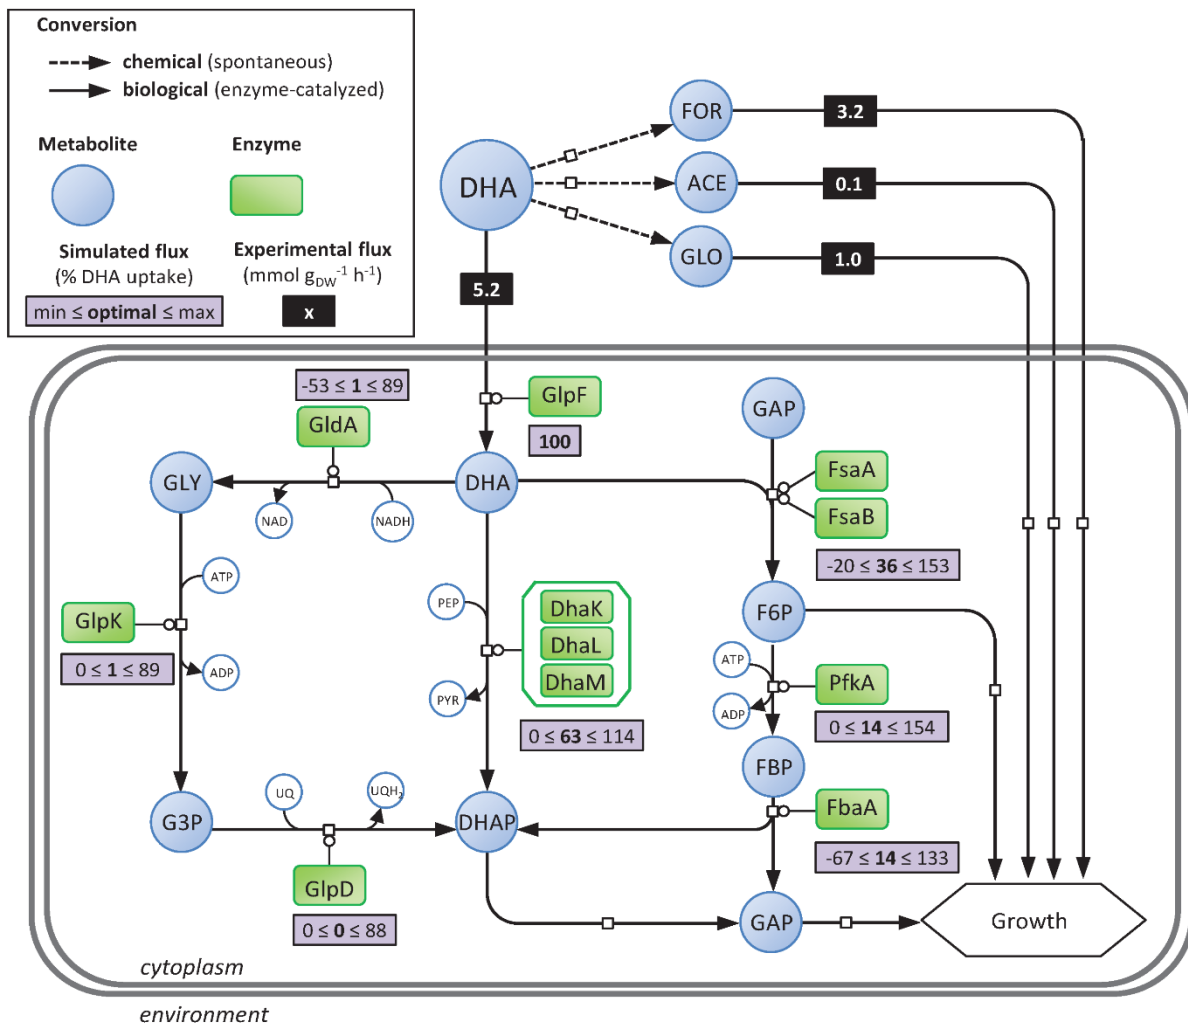 Conversion
chemical (spontaneous)
biological (enzyme-catalyzed)
Metabolite
Enzyme
Simulated flux
(% DHA uptake)
Experimental flux
(mmol gDW-1 h-1)
min ≤ optimal ≤ max
x
DHA
FOR
3.2
ACE
0.1
GLO
1.0
5.2
-53 ≤ 1 ≤ 89
GldA
GlpF
100
GAP
FsaA
FsaB
-20 ≤ 36 ≤ 153
GLY
NAD
NADH
DHA
ATP
GlpK
0 ≤ 1 ≤ 89
ADP
PEP
PYR
DhaK
DhaL
DhaM
0 ≤ 63 ≤ 114
F6P
ATP
ADP
PfkA
0 ≤ 14 ≤ 154
FBP
FbaA
-67 ≤ 14 ≤ 133
G3P
UQ
UQH2
DHAP
GlpD
0 ≤ 0 ≤ 88
GAP
Growth
cytoplasm
environment